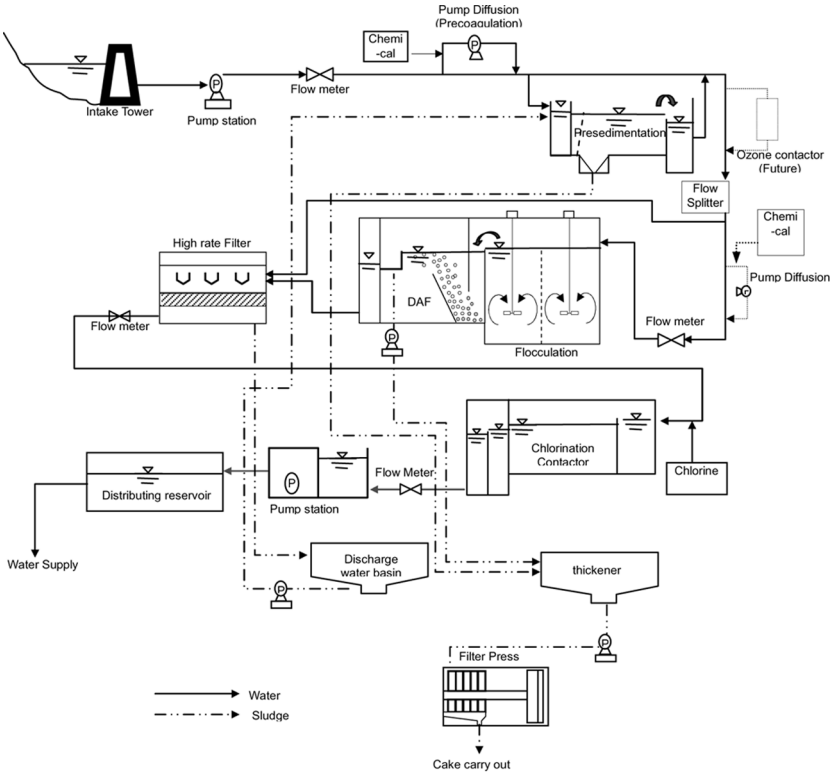 Pump Diffusion
(Precoagulation)
Chemi
-cal
P
P
Flow meter
Intake Tower
Pump station
Presedimentation
Ozone contactor
(Future)
Flow
Splitter
Chemi
-cal
High rate Filter
Pump Diffusion
DAF
Flow meter
Flow meter
P
Flocculation
Chlorination
Contactor
Chlorine
Flow Meter
Distributing reservoir
P
Pump station
Water Supply
Discharge
water basin
thickener
P
P
Filter Press
Water
Sludge
Cake carry out